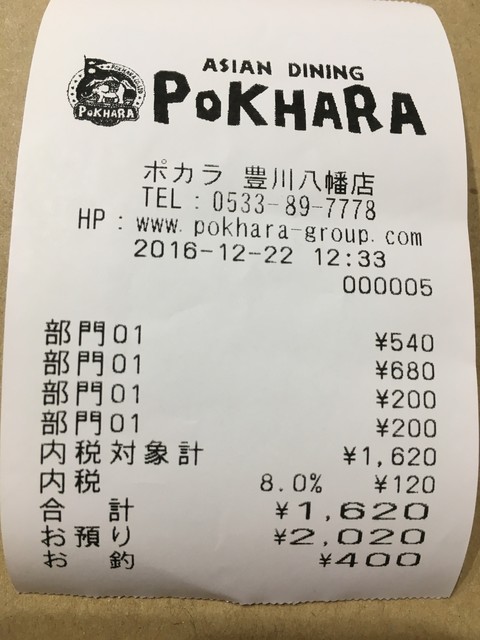 ASIAN DINING
POKHARA
POKHARA
ポカラ 豊川八幡店
TEL : 0533-89-7778
HP : www.pokhara-group.com
2016-12-22 12:33
000005
部門01 ¥540
部門01 ¥680
部門01 ¥200
部門01 ¥200
内税対象計 ¥1,620
内税 8.0% ¥120
合 計 ¥1,620
お預り ¥2,020
お 釣 ¥400